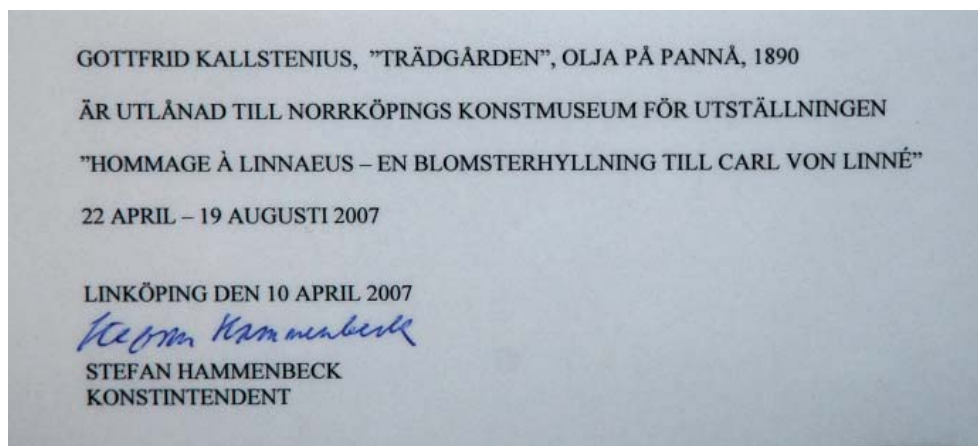 GOTTFRID KALLSTENIUS, ”TRÄDGÅRDEN”, OLJA PÅ PANNÅ, 1890
ÄR UTLÅNAD TILL NORRKÖPINGS KONSTMUSEUM FÖR UTSTÄLLNINGEN
”HOMMAGE À LINNAEUS – EN BLOMSTERHYLLNING TILL CARL VON LINNÉ”
22 APRIL – 19 AUGUSTI 2007
LINKÖPING DEN 10 APRIL 2007
Stefan Hammenbeck
STEFAN HAMMENBECK
KONSTINTENDENT